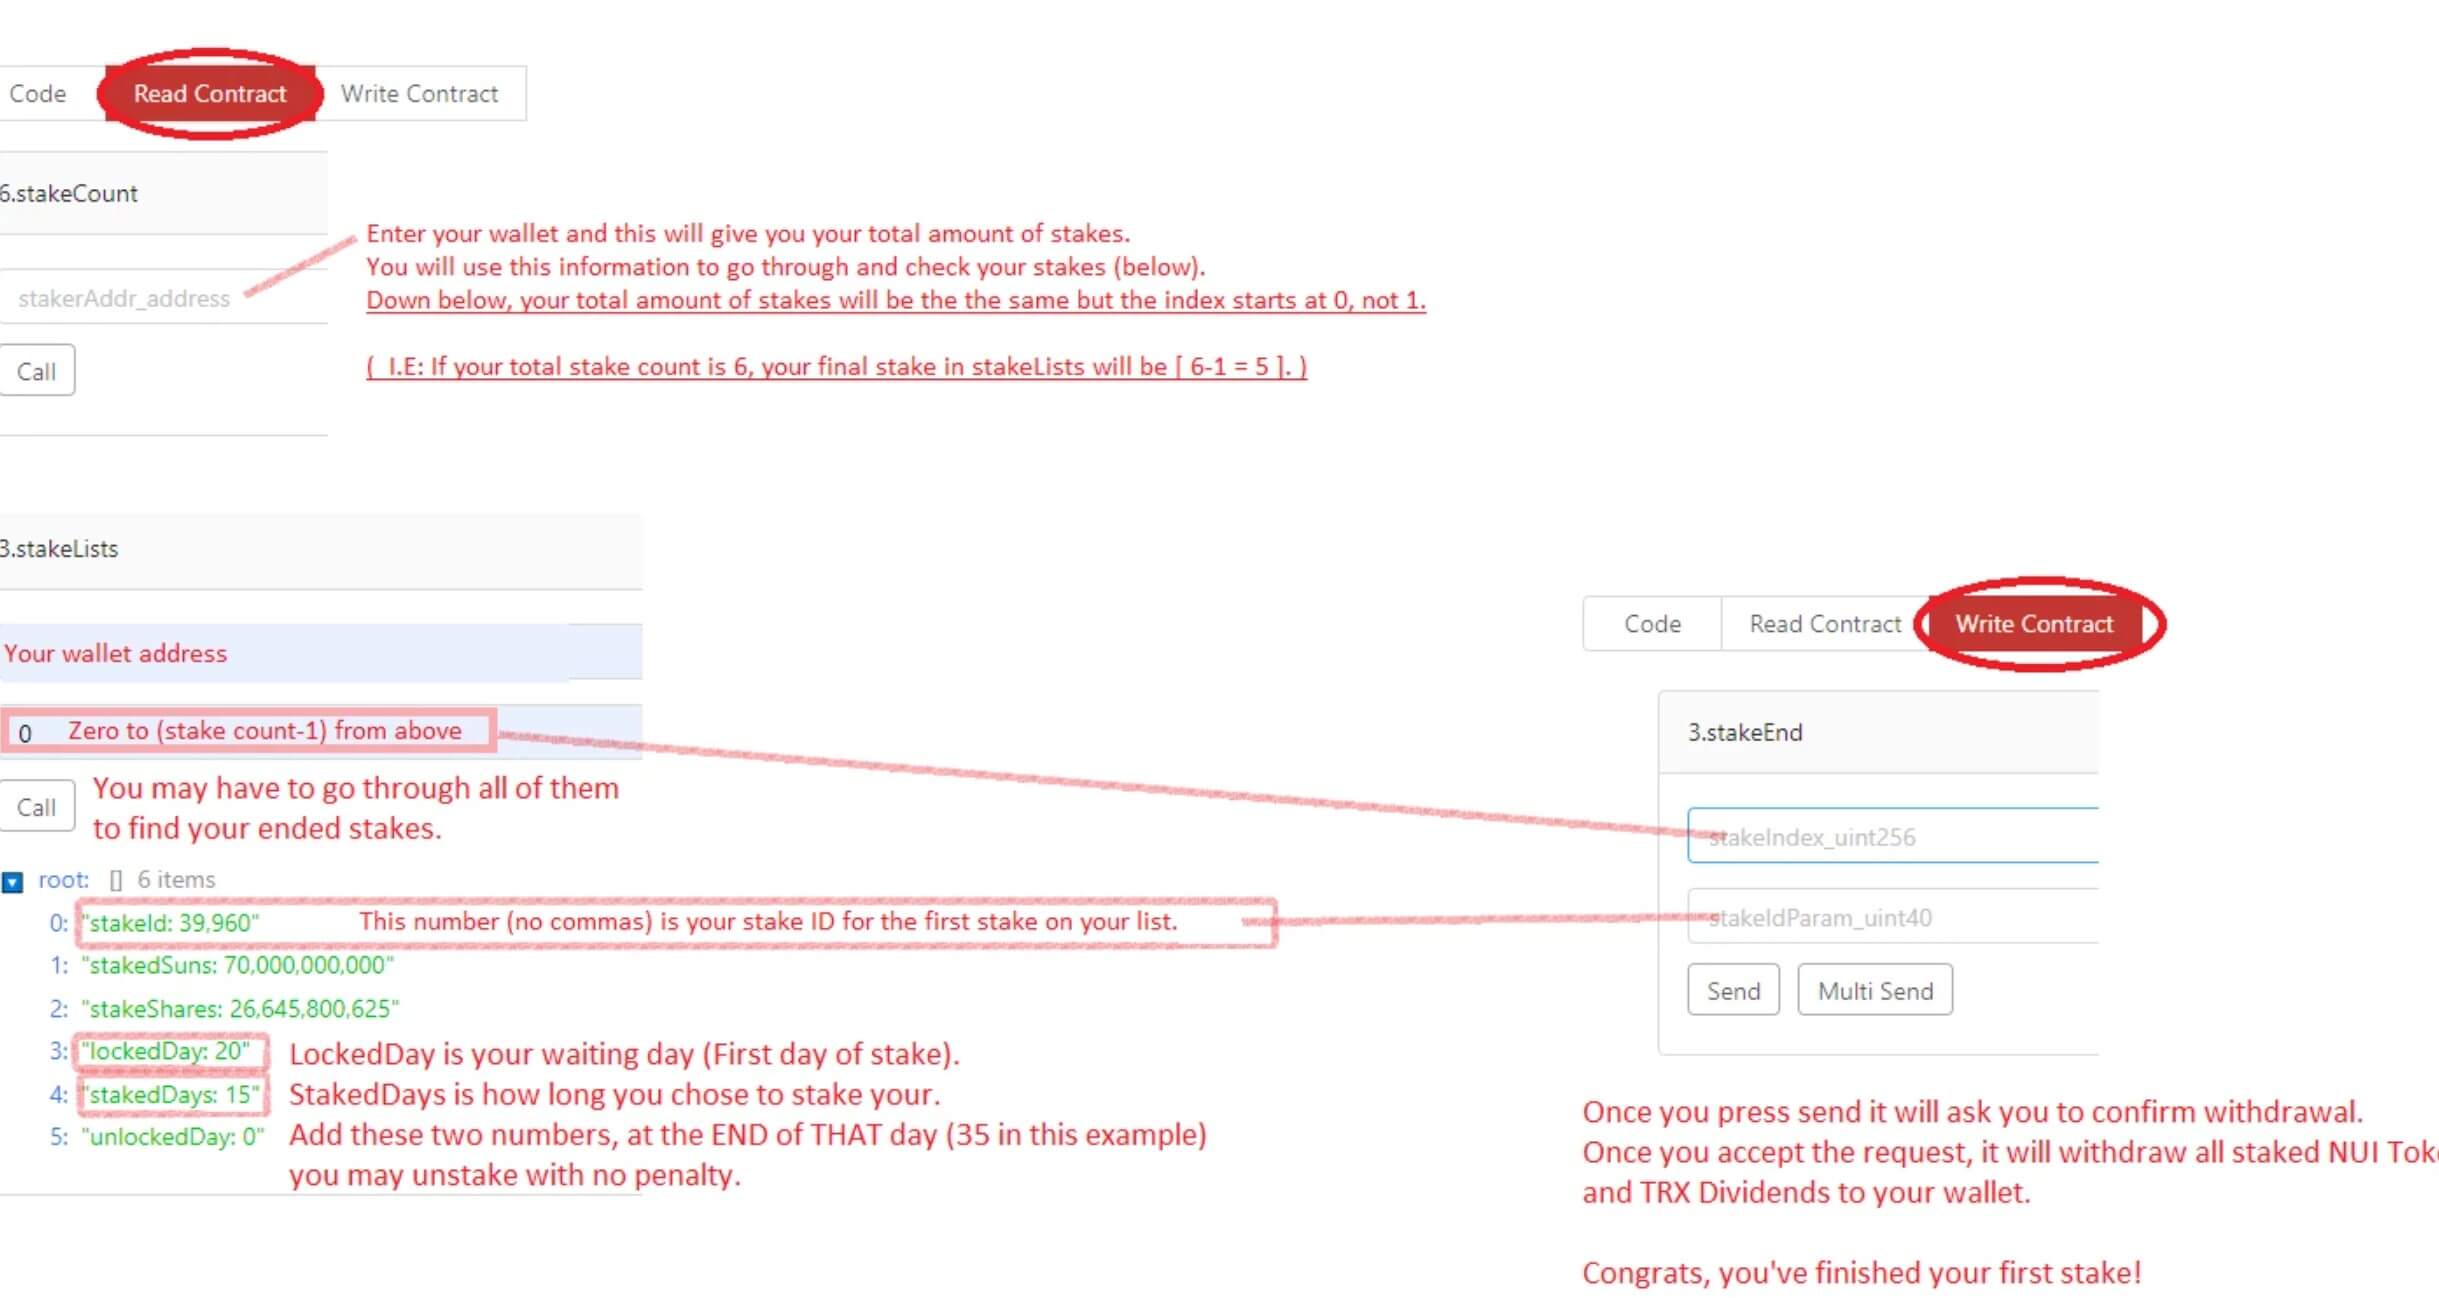 Code Read Contract Write Contract
6.stakeCount
Enter your wallet and this will give you your total amount of stakes.
You will use this information to go through and check your stakes (below).
stakerAddr_address
Down below, your total amount of stakes will be the the same but the index starts at 0, not 1.
Call
( I.E: If your total stake count is 6, your final stake in stakeLists will be [ 6-1 = 5 ]. )
3.stakeLists
Your wallet address
0 Zero to (stake count-1) from above
Call
You may have to go through all of them
to find your ended stakes.
root: [] 6 items
0: "stakeId: 39,960" This number (no commas) is your stake ID for the first stake on your list.
1: "stakedSuns: 70,000,000,000"
2: "stakeShares: 26,645,800,625"
3: "lockedDay: 20" LockedDay is your waiting day (First day of stake).
4: "stakedDays: 15" StakedDays is how long you chose to stake your.
5: "unlockedDay: 0" Add these two numbers, at the END of THAT day (35 in this example)
you may unstake with no penalty.
Code Read Contract Write Contract
3.stakeEnd
stakeIndex_uint256
stakeIdParam_uint40
Send Multi Send
Once you press send it will ask you to confirm withdrawal.
Once you accept the request, it will withdraw all staked NUI
and TRX Dividends to your wallet.
Congrats, you've finished your first stake!